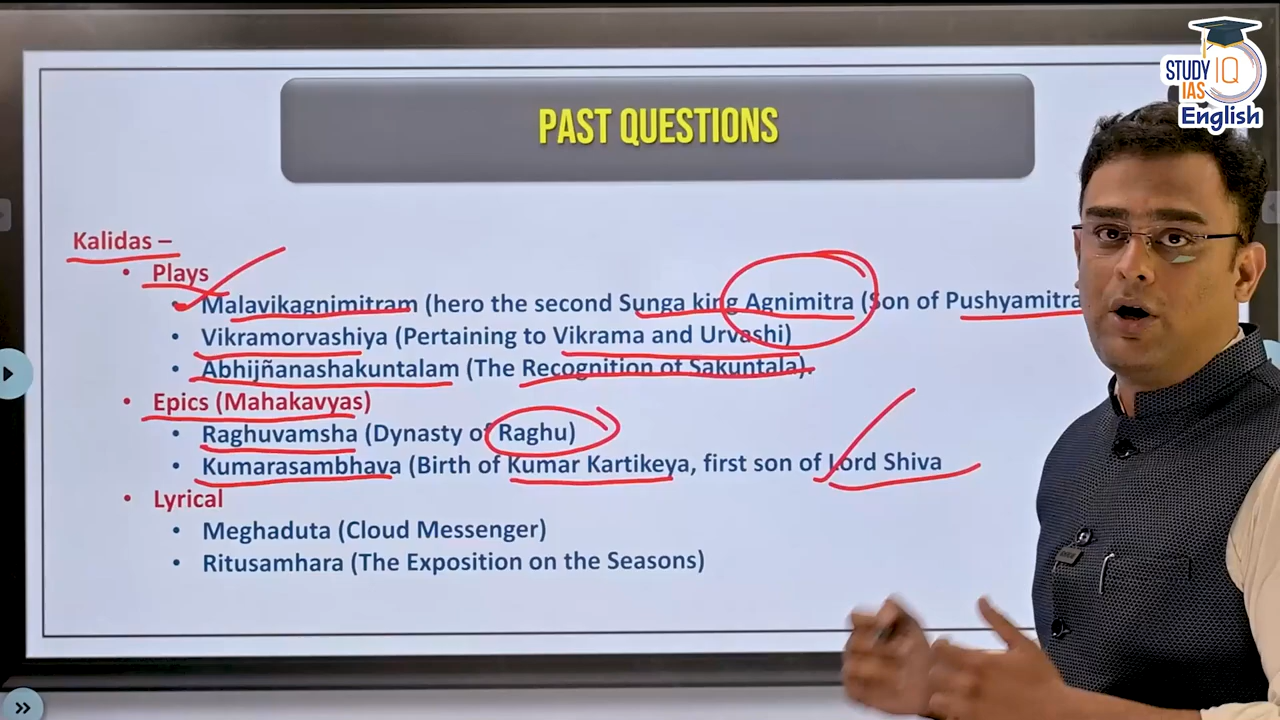 STUDY IQ
IAS
English
PAST QUESTIONS
Kalidas –
• Plays
• Malavikagnimitram (hero the second Sunga king Agnimitra (Son of Pushyamitra
• Vikramorvashiya (Pertaining to Vikrama and Urvashi)
• Abhijñanashakuntalam (The Recognition of Sakuntala).
• Epics (Mahakavyas)
• Raghuvamsha (Dynasty of Raghu)
• Kumarasambhava (Birth of Kumar Kartikeya, first son of Lord Shiva
• Lyrical
• Meghaduta (Cloud Messenger)
• Ritusamhara (The Exposition on the Seasons)